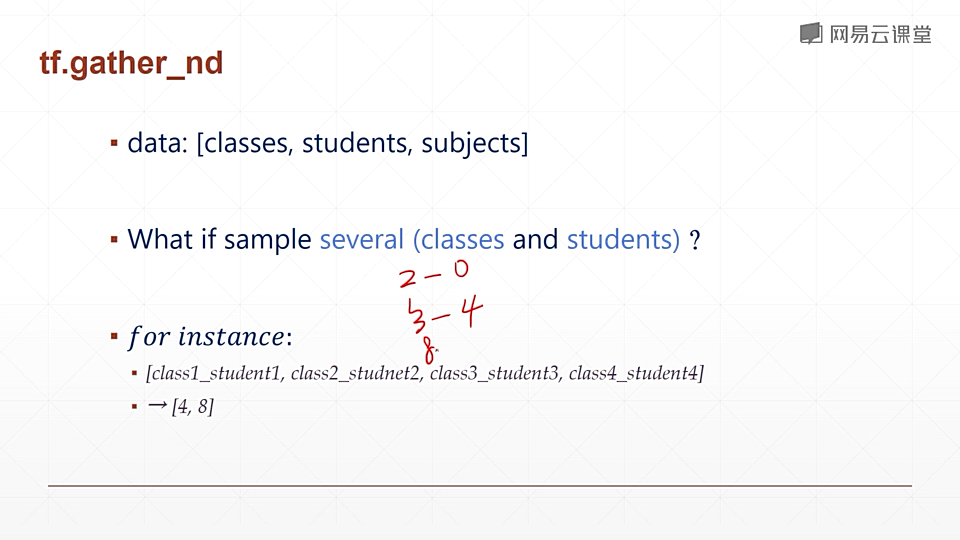 网易云课堂
tf.gather_nd
▪ data: [classes, students, subjects]
▪ What if sample several (classes and students) ?
2 – 0
3 – 4
8
▪ for instance:
▪ [class1_student1, class2_studnet2, class3_student3, class4_student4]
▪ → [4, 8]